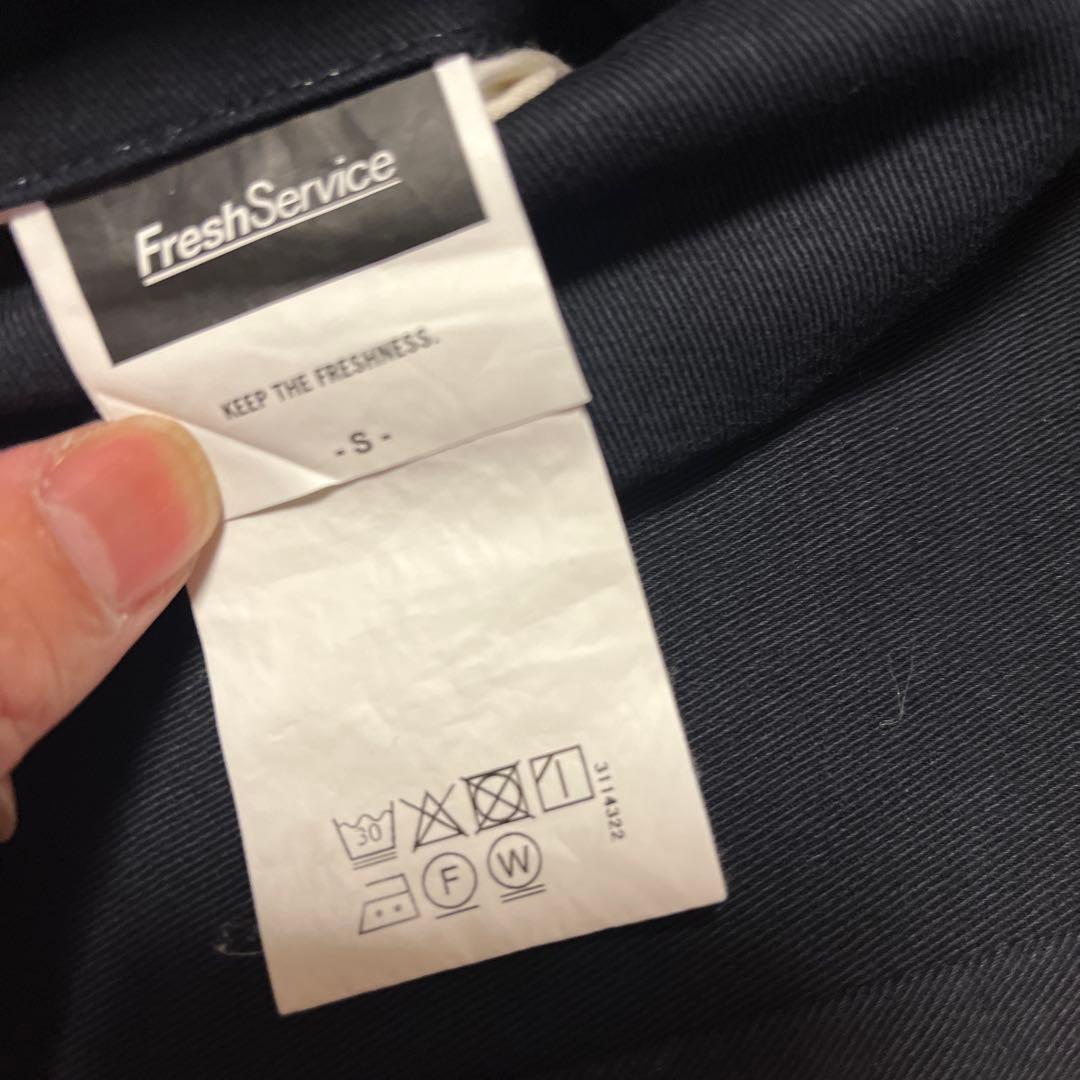 FreshService
KEEP THE FRESHNESS.
- S -
30
3114322
F
W